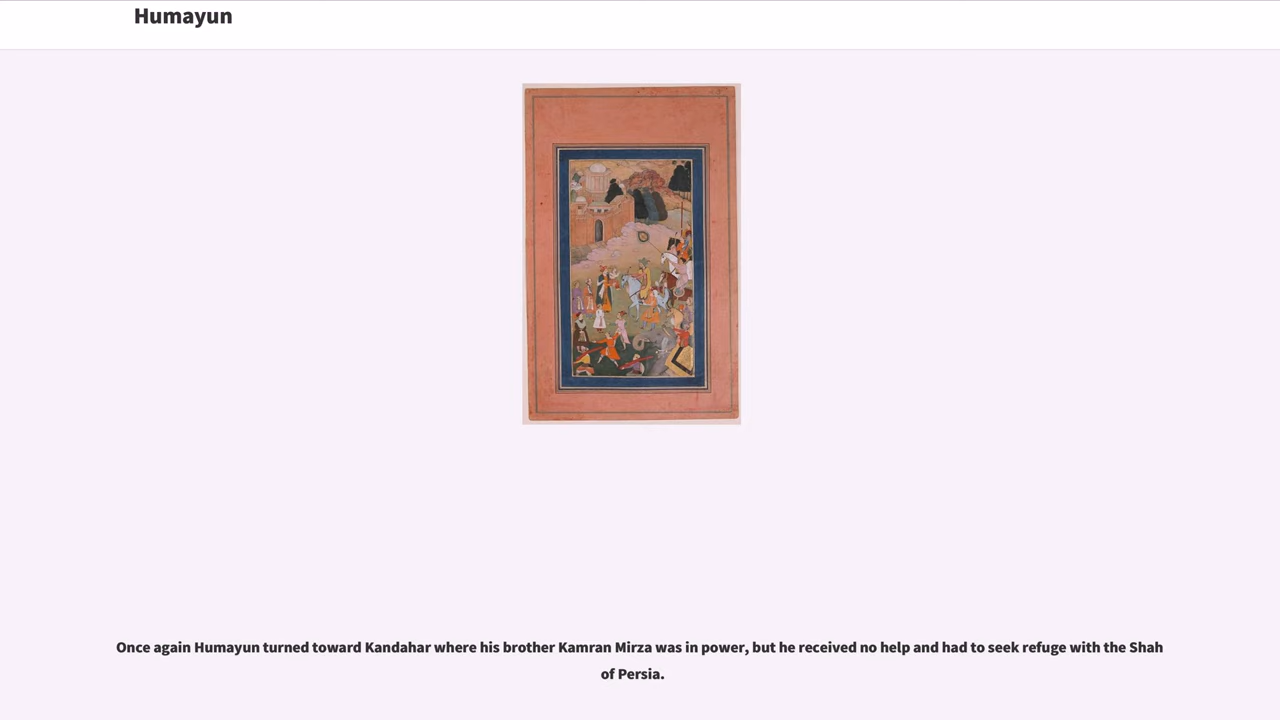 Humayun
Once again Humayun turned toward Kandahar where his brother Kamran Mirza was in power, but he received no help and had to seek refuge with the Shah
of Persia.